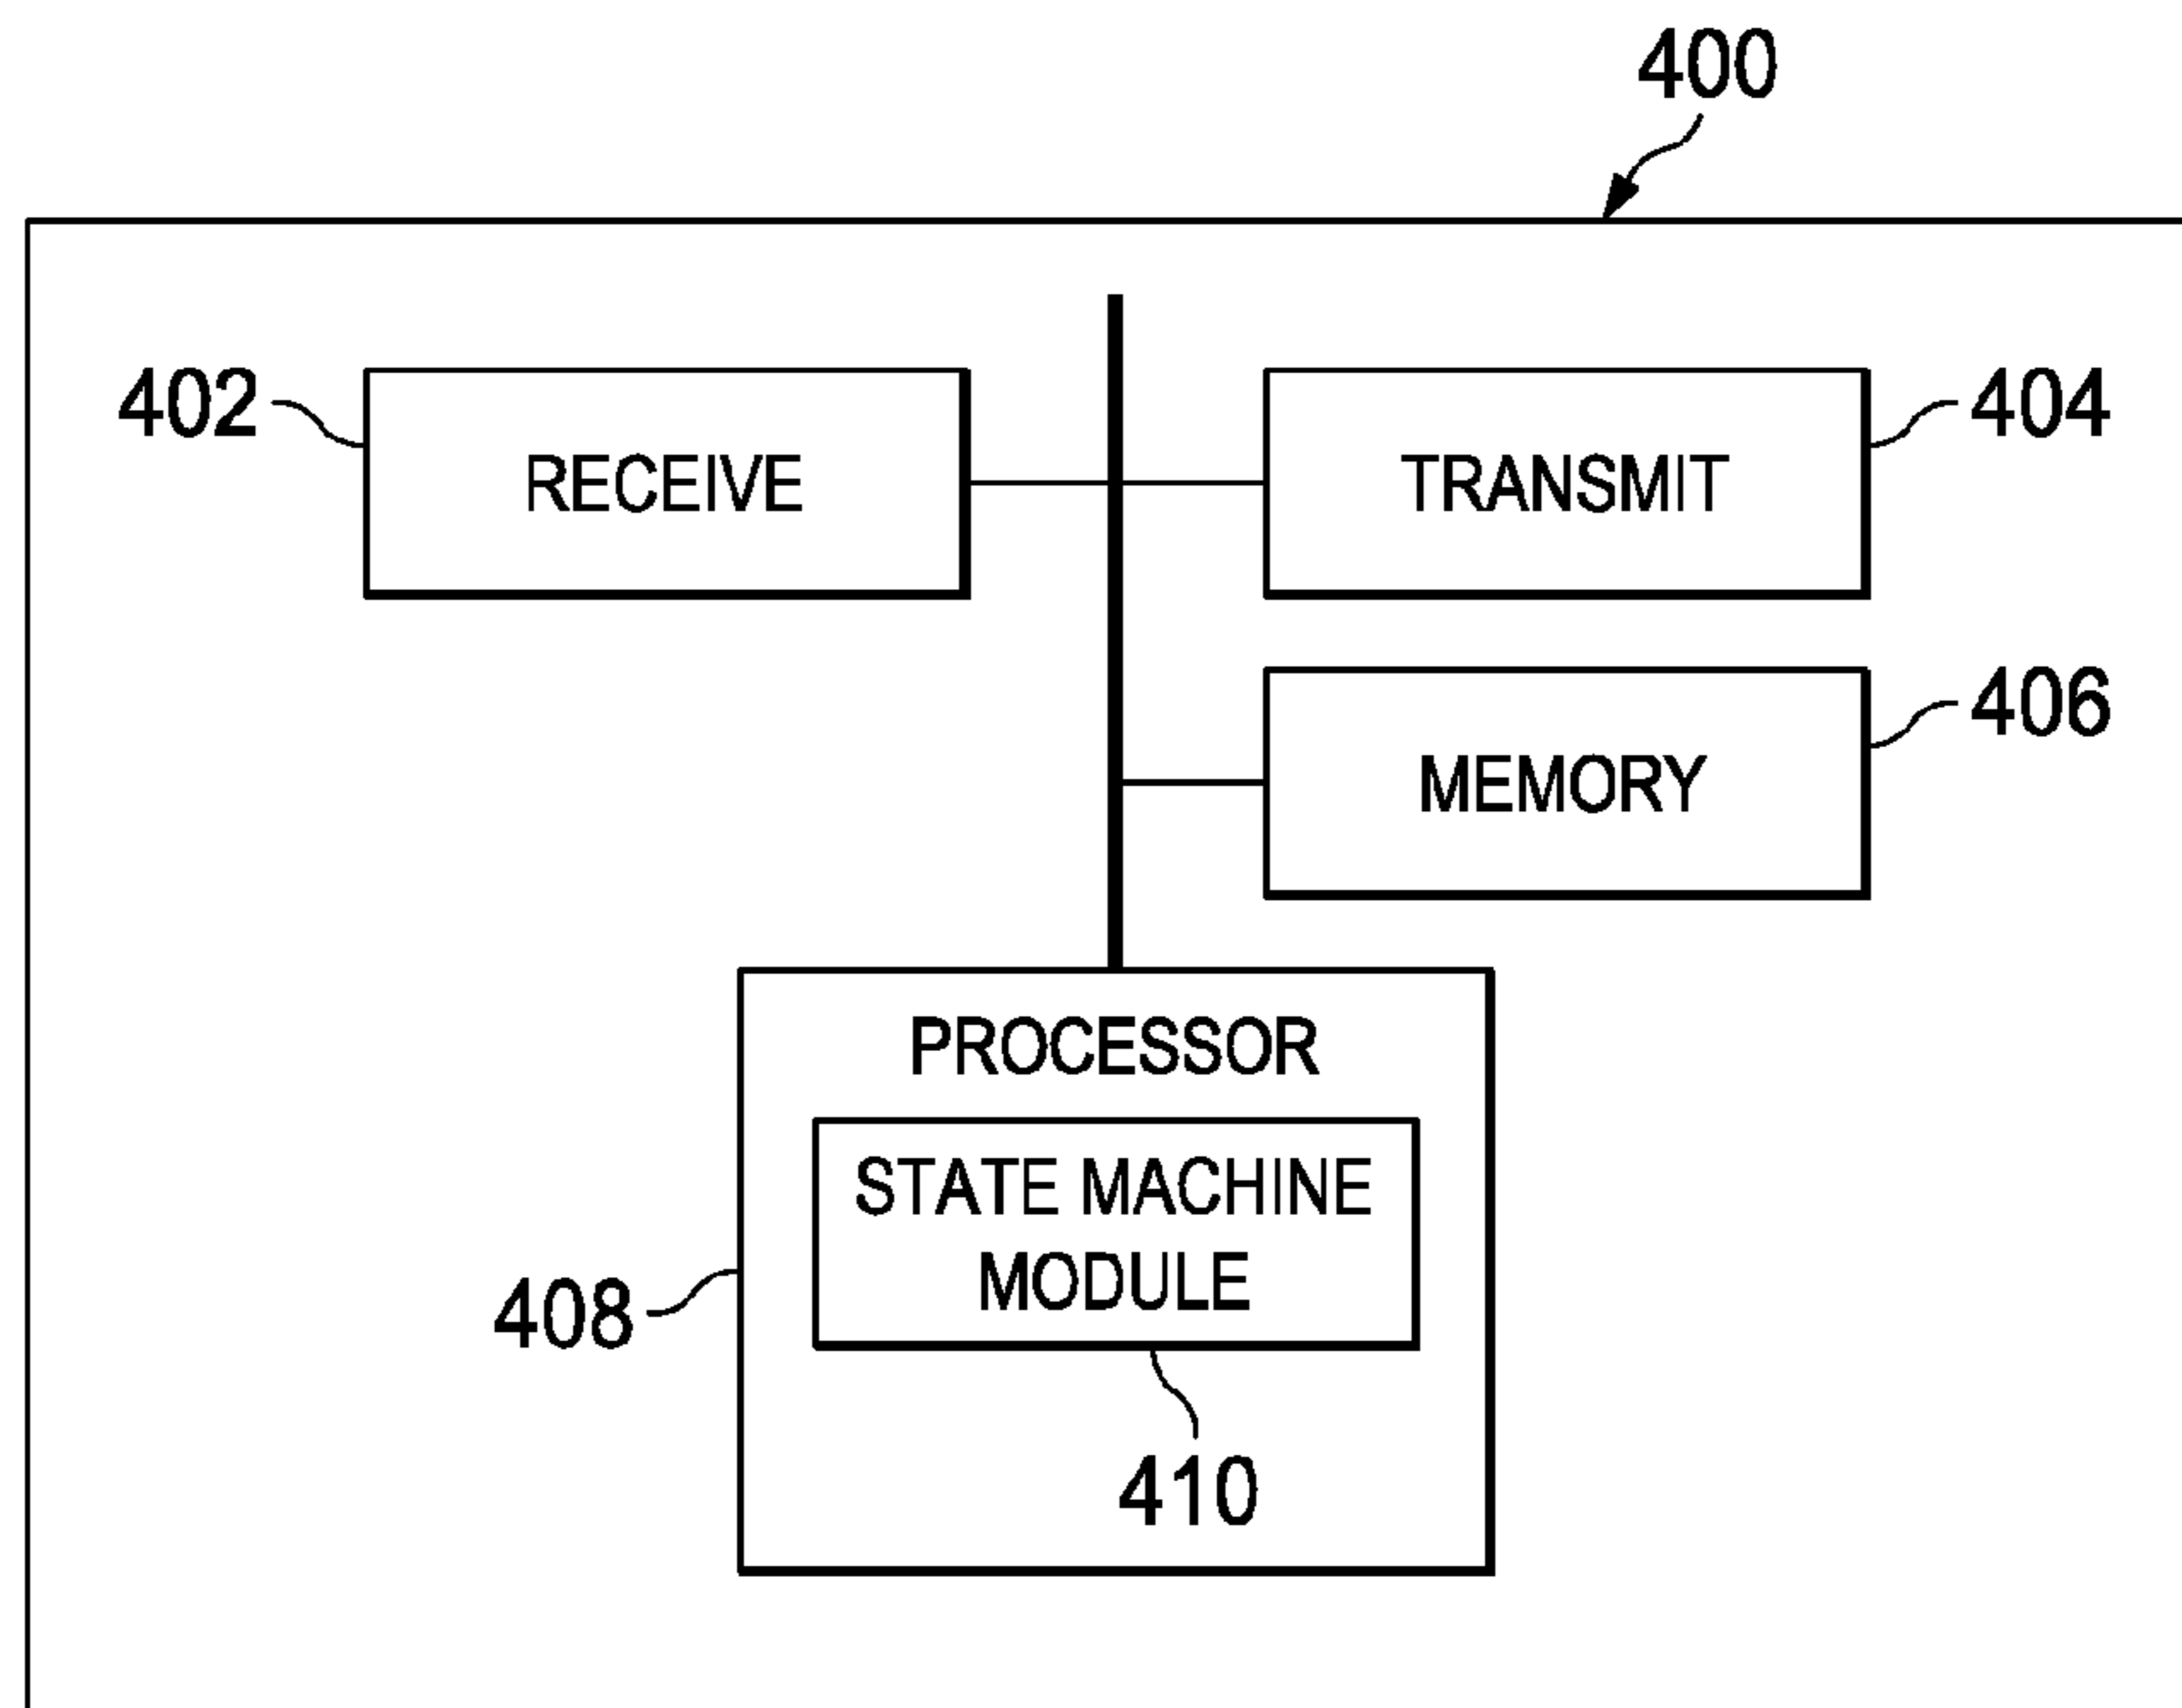 400
402
RECEIVE
TRANSMIT
404
MEMORY
406
PROCESSOR
STATE MACHINE
MODULE
408
410